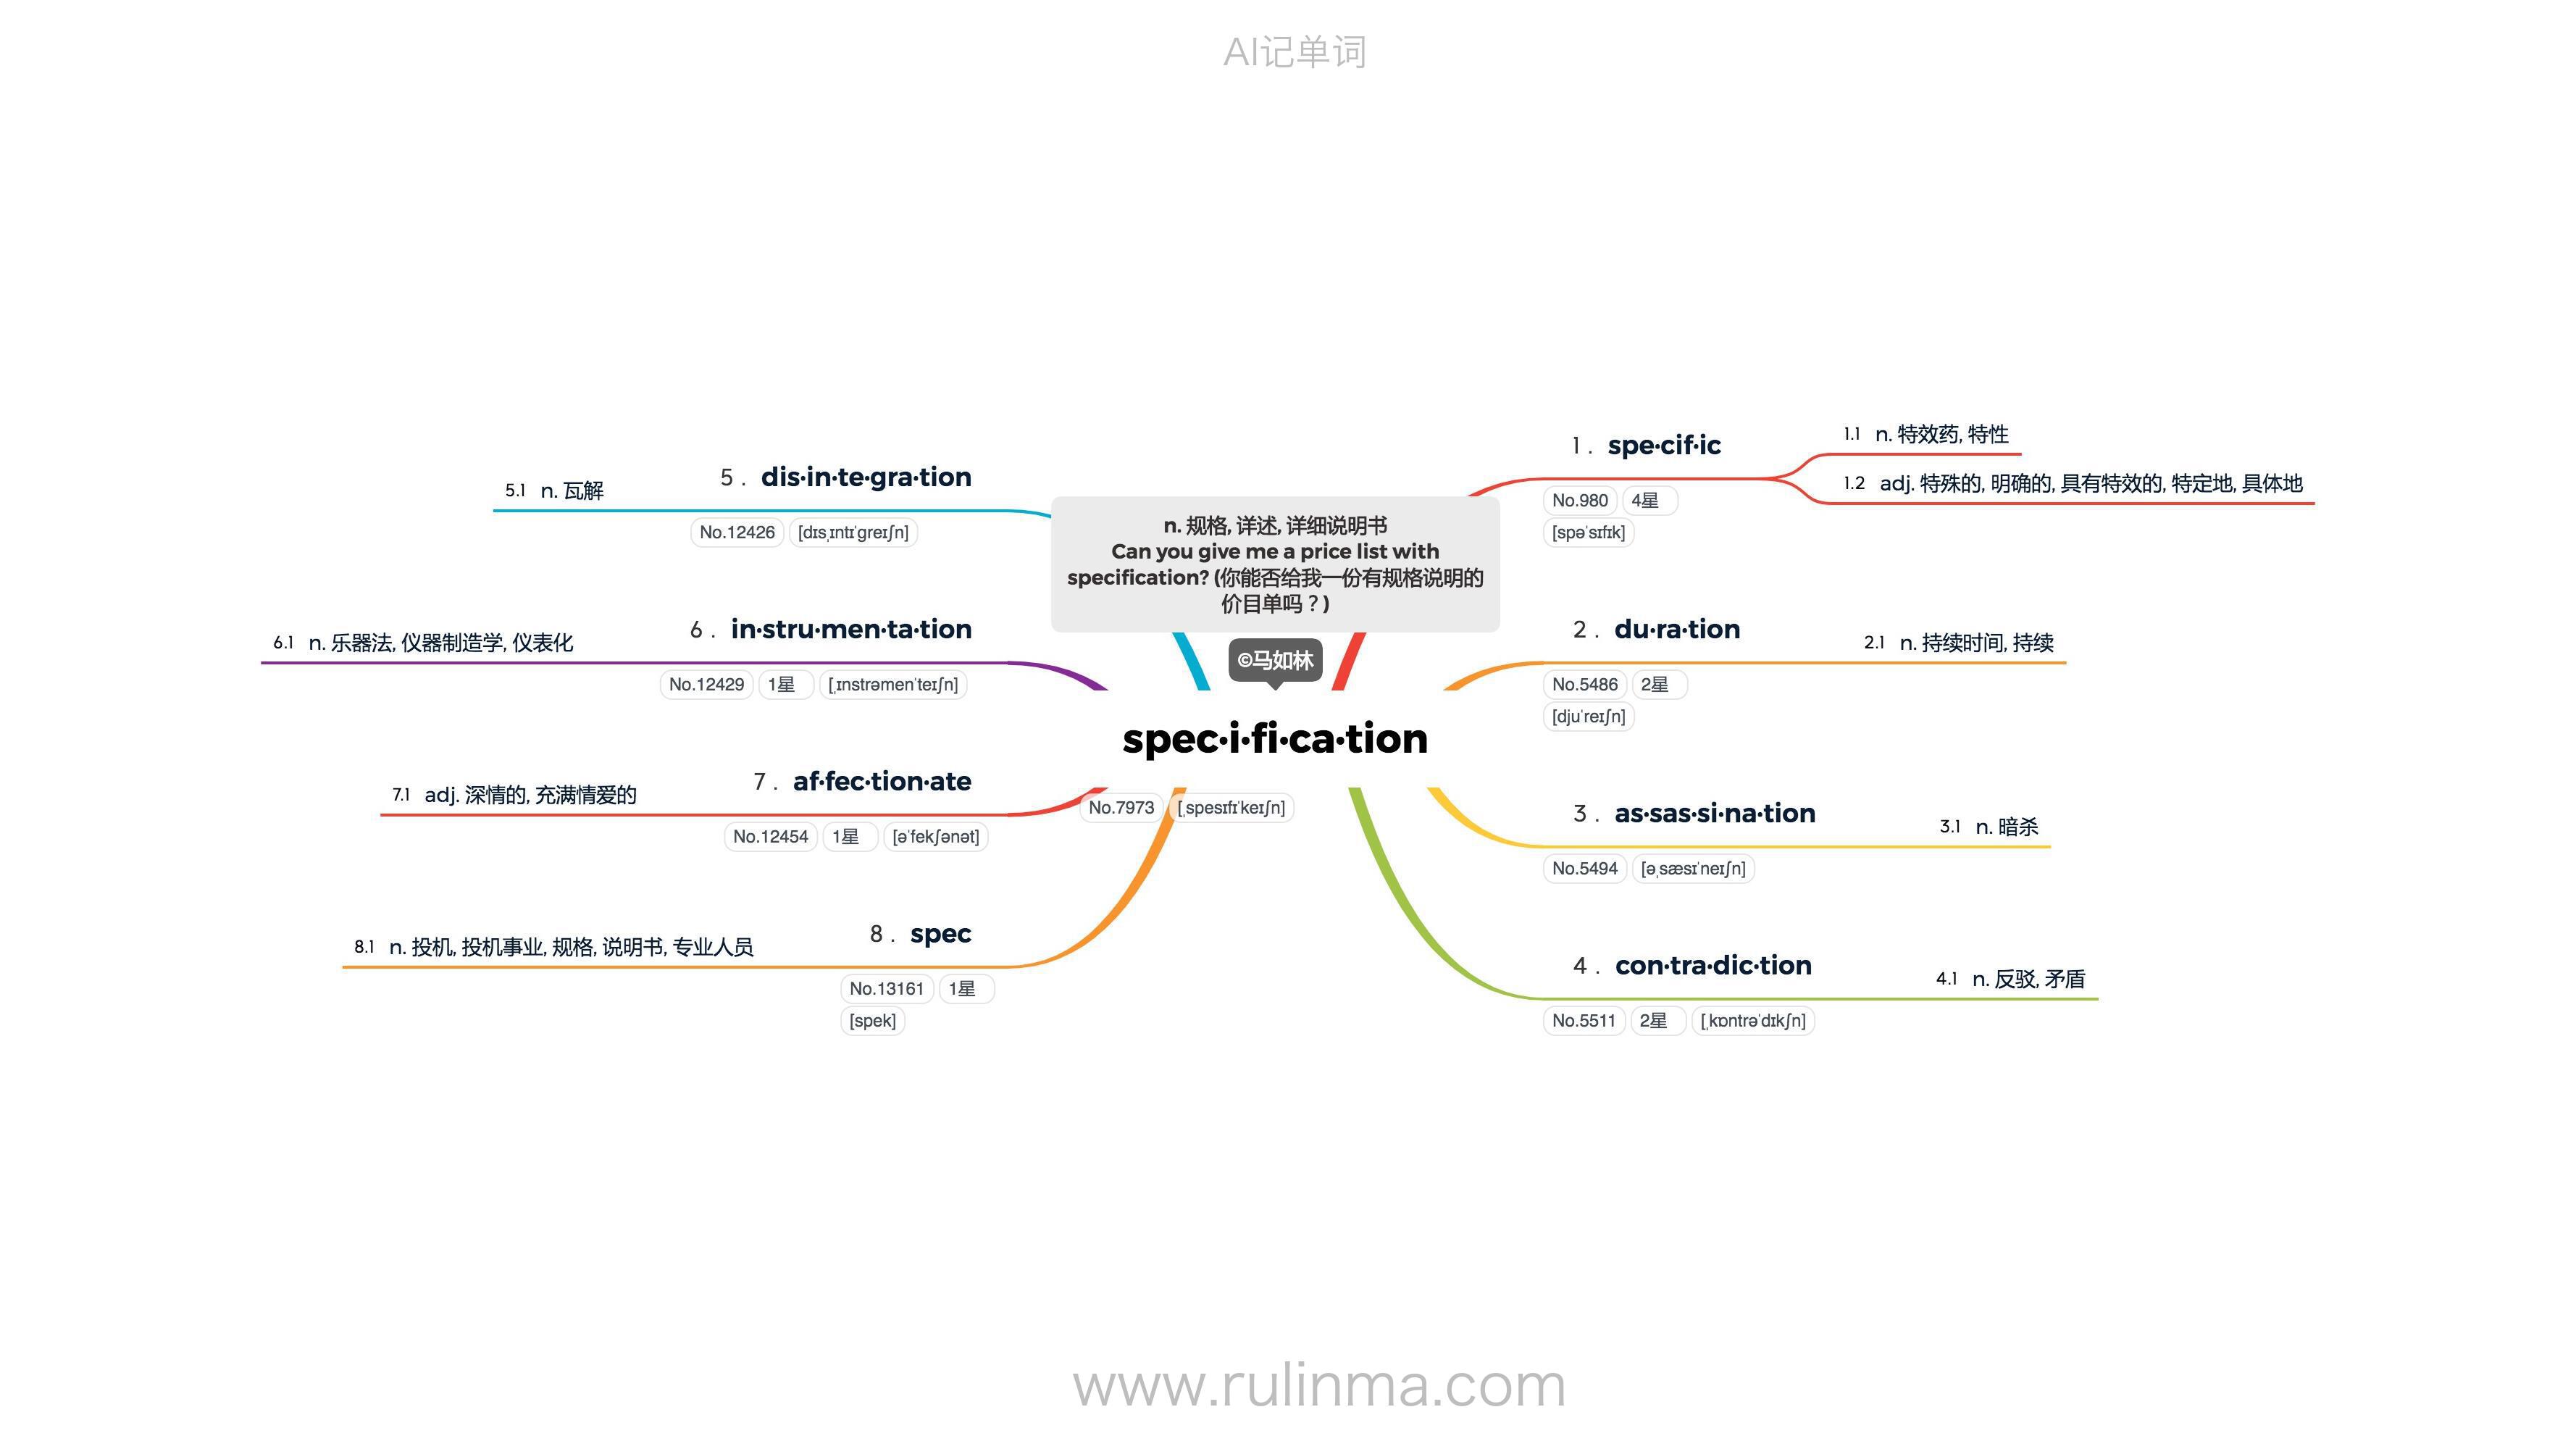 AI记单词
n. 规格, 详述, 详细说明书
Can you give me a price list with
specification? (你能否给我一份有规格说明的
价目单吗？)
©马如林
spec·i·fi·ca·tion
No.7973 [ˌspesɪfɪˈkeɪʃn]
1. spe·cif·ic
No.980 4星
[spəˈsɪfɪk]
1.1 n. 特效药, 特性
1.2 adj. 特殊的, 明确的, 具有特效的, 特定地, 具体地
2. du·ra·tion
No.5486 2星
[djuˈreɪʃn]
2.1 n. 持续时间, 持续
3. as·sas·si·na·tion
No.5494 [əˌsæsɪˈneɪʃn]
3.1 n. 暗杀
4. con·tra·dic·tion
No.5511 2星 [ˌkɒntrəˈdɪkʃn]
4.1 n. 反驳, 矛盾
5. dis·in·te·gra·tion
No.12426 [dɪsˌɪntɪˈɡreɪʃn]
5.1 n. 瓦解
6. in·stru·men·ta·tion
No.12429 1星 [ˌɪnstrəmenˈteɪʃn]
6.1 n. 乐器法, 仪器制造学, 仪表化
7. af·fec·tion·ate
No.12454 1星 [əˈfekʃənət]
7.1 adj. 深情的, 充满情爱的
8. spec
No.13161 1星
[spek]
8.1 n. 投机, 投机事业, 规格, 说明书, 专业人员
www.rulinma.com